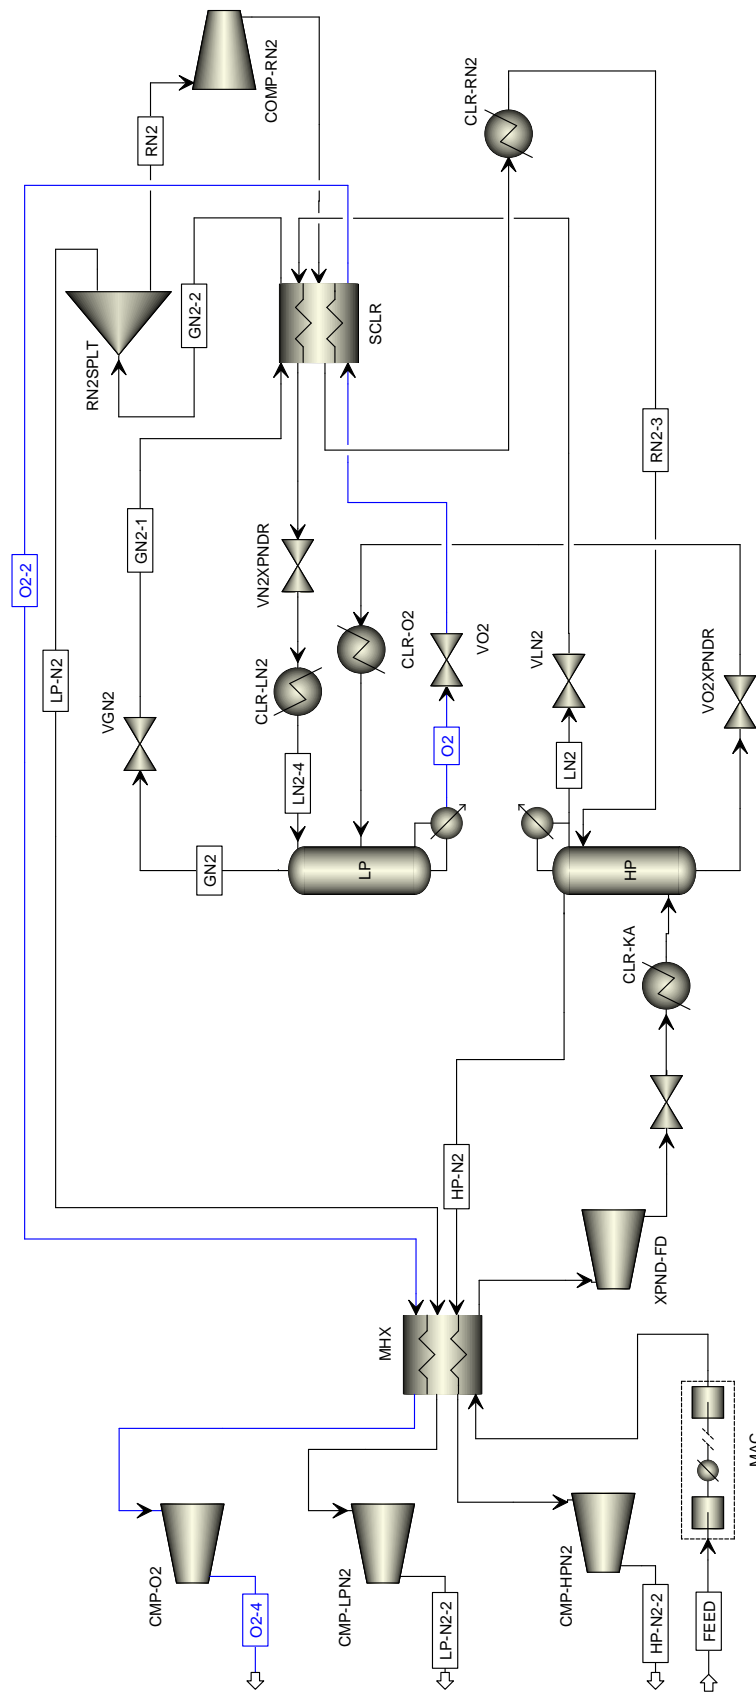 COMP-RN2
RN2
CLR-RN2
RN2SPLT
GN2-2
SCLR
RN2-3
GN2-1
VN2XPNDR
O2-2
LP-N2
CLR-LN2
CLR-O2
VO2
VLN2
VO2XPNDR
VGN2
LN2-4
O2
LN2
GN2
LP
HP
CLR-KA
HP-N2
XPND-FD
MHX
MAC
CMP-O2
CMP-LPN2
CMP-HPN2
O2-4
LP-N2-2
HP-N2-2
FEED